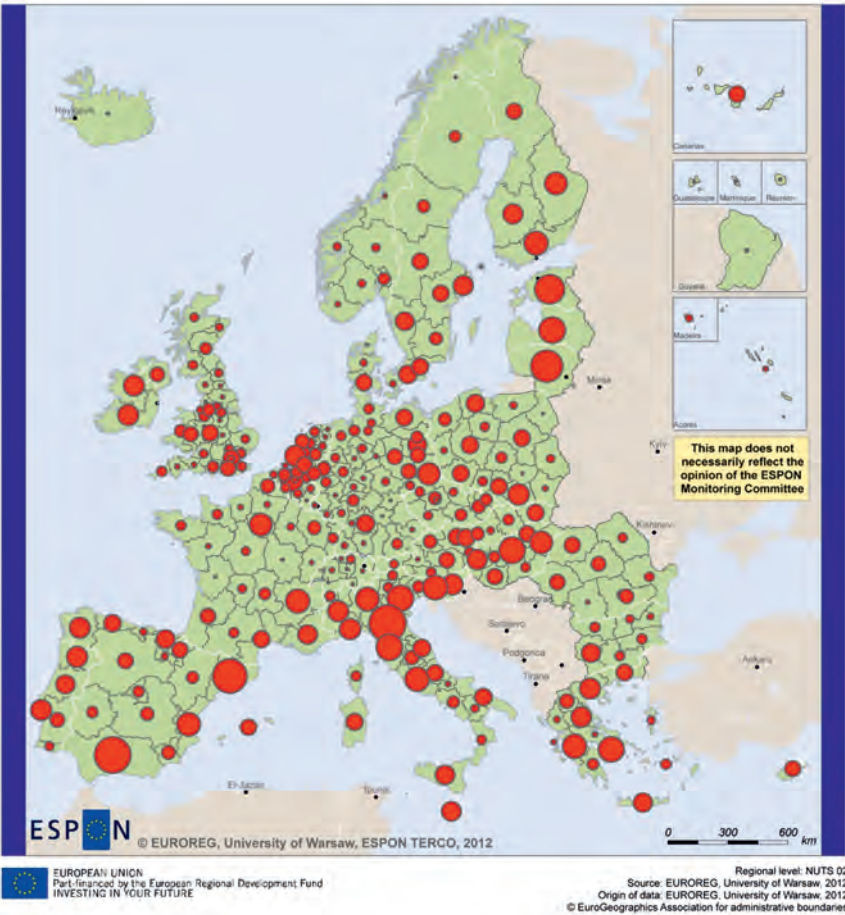 Reykjavik
Canarias
Guadeloupe
Martinique
Reunion
Guyane
Madeira
Acores
This map does not
necessarily reflect the
opinion of the ESPON
Monitoring Committee
Minsk
Kyiv
Kishinev
Beograd
Sarajevo
Podgorica
Tirana
Ankara
El-Jazair
Tounis
ESPON
© EUROREG, University of Warsaw, ESPON TERCO, 2012
0 300 600
km
EUROPEAN UNION
Part-financed by the European Regional Development Fund
INVESTING IN YOUR FUTURE
Regional level: NUTS 02
Source: EUROREG, University of Warsaw, 2012
Origin of data: EUROREG, University of Warsaw, 2012
© EuroGeographics Association for administrative boundaries